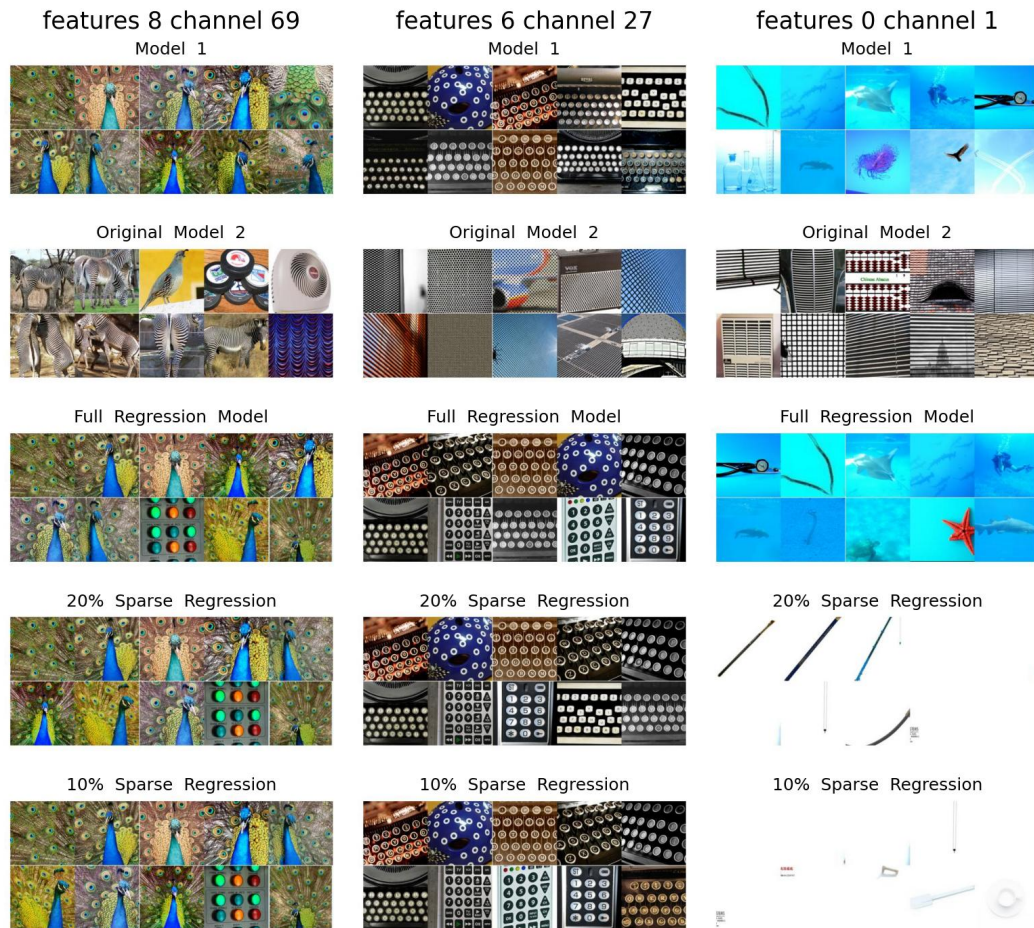 features 8 channel 69
features 6 channel 27
features 0 channel 1
Model 1
Model 1
Model 1
Original Model 2
Original Model 2
Original Model 2
Full Regression Model
Full Regression Model
Full Regression Model
20% Sparse Regression
20% Sparse Regression
20% Sparse Regression
10% Sparse Regression
10% Sparse Regression
10% Sparse Regression